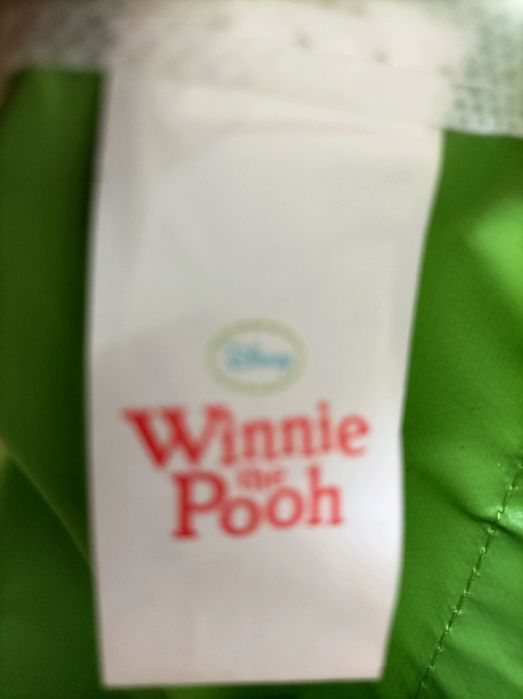 Disney
Winnie
the
Pooh